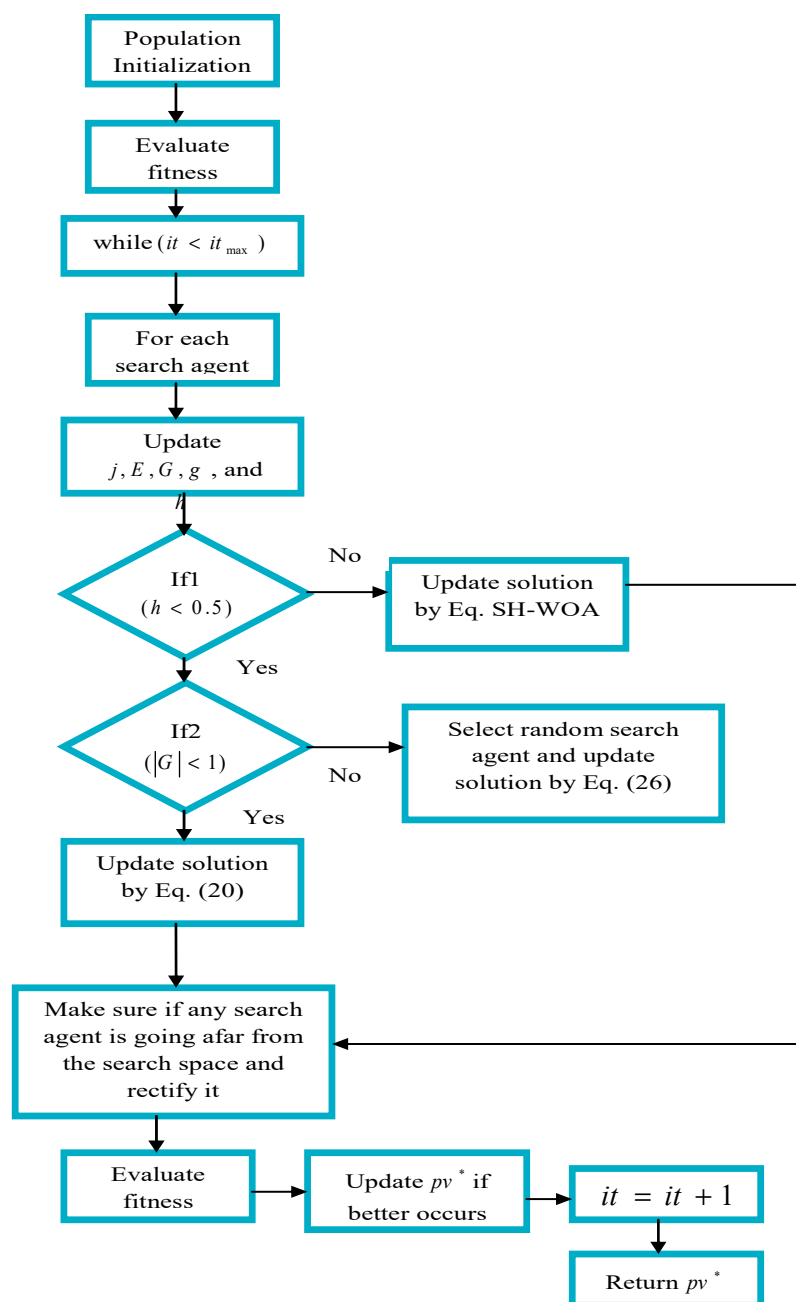 Population
Initialization
Evaluate
fitness
while (it < it max )
For each
search agent
Update
j, E, G, g , and
h
If1
(h < 0.5)
No
Update solution
by Eq. SH-WOA
Yes
If2
(|G| < 1)
No
Select random search
agent and update
solution by Eq. (26)
Yes
Update solution
by Eq. (20)
Make sure if any search
agent is going afar from
the search space and
rectify it
Evaluate
fitness
Update pv * if
better occurs
it = it + 1
Return pv *